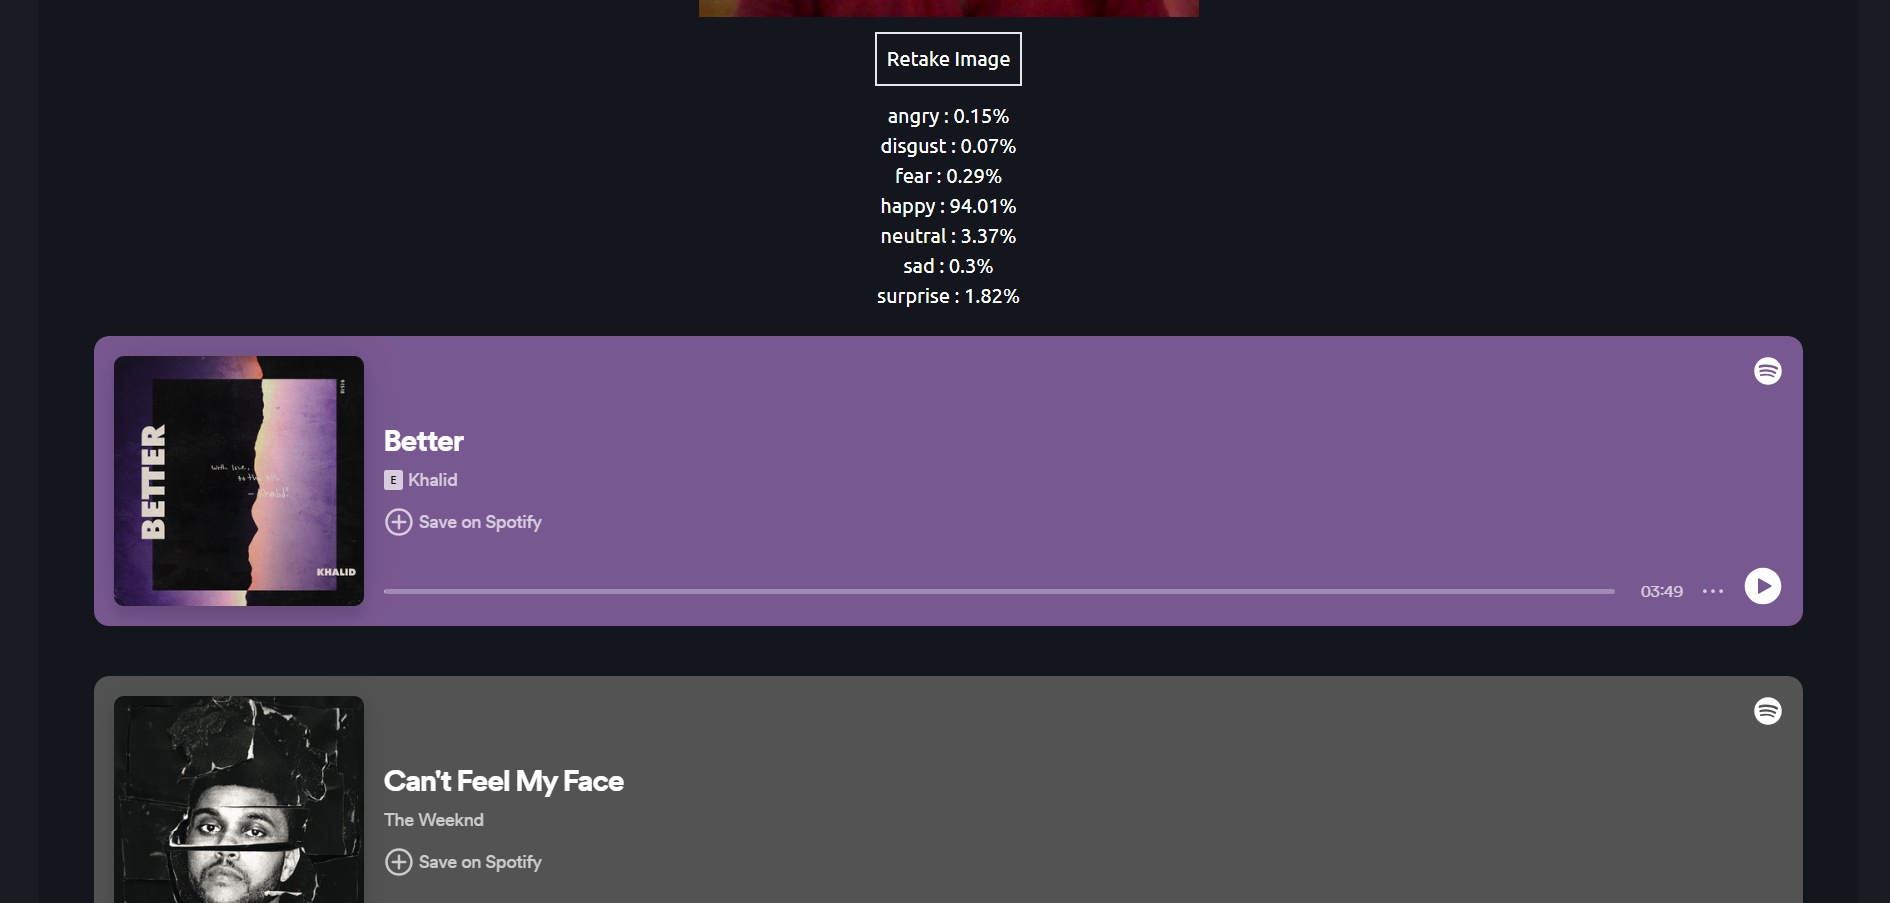 Retake Image
angry : 0.15%
disgust : 0.07%
fear : 0.29%
happy : 94.01%
neutral : 3.37%
sad : 0.3%
surprise : 1.82%
BETTER
with love,
KHALID
Better
E Khalid
Save on Spotify
03:49
Can't Feel My Face
The Weeknd
Save on Spotify